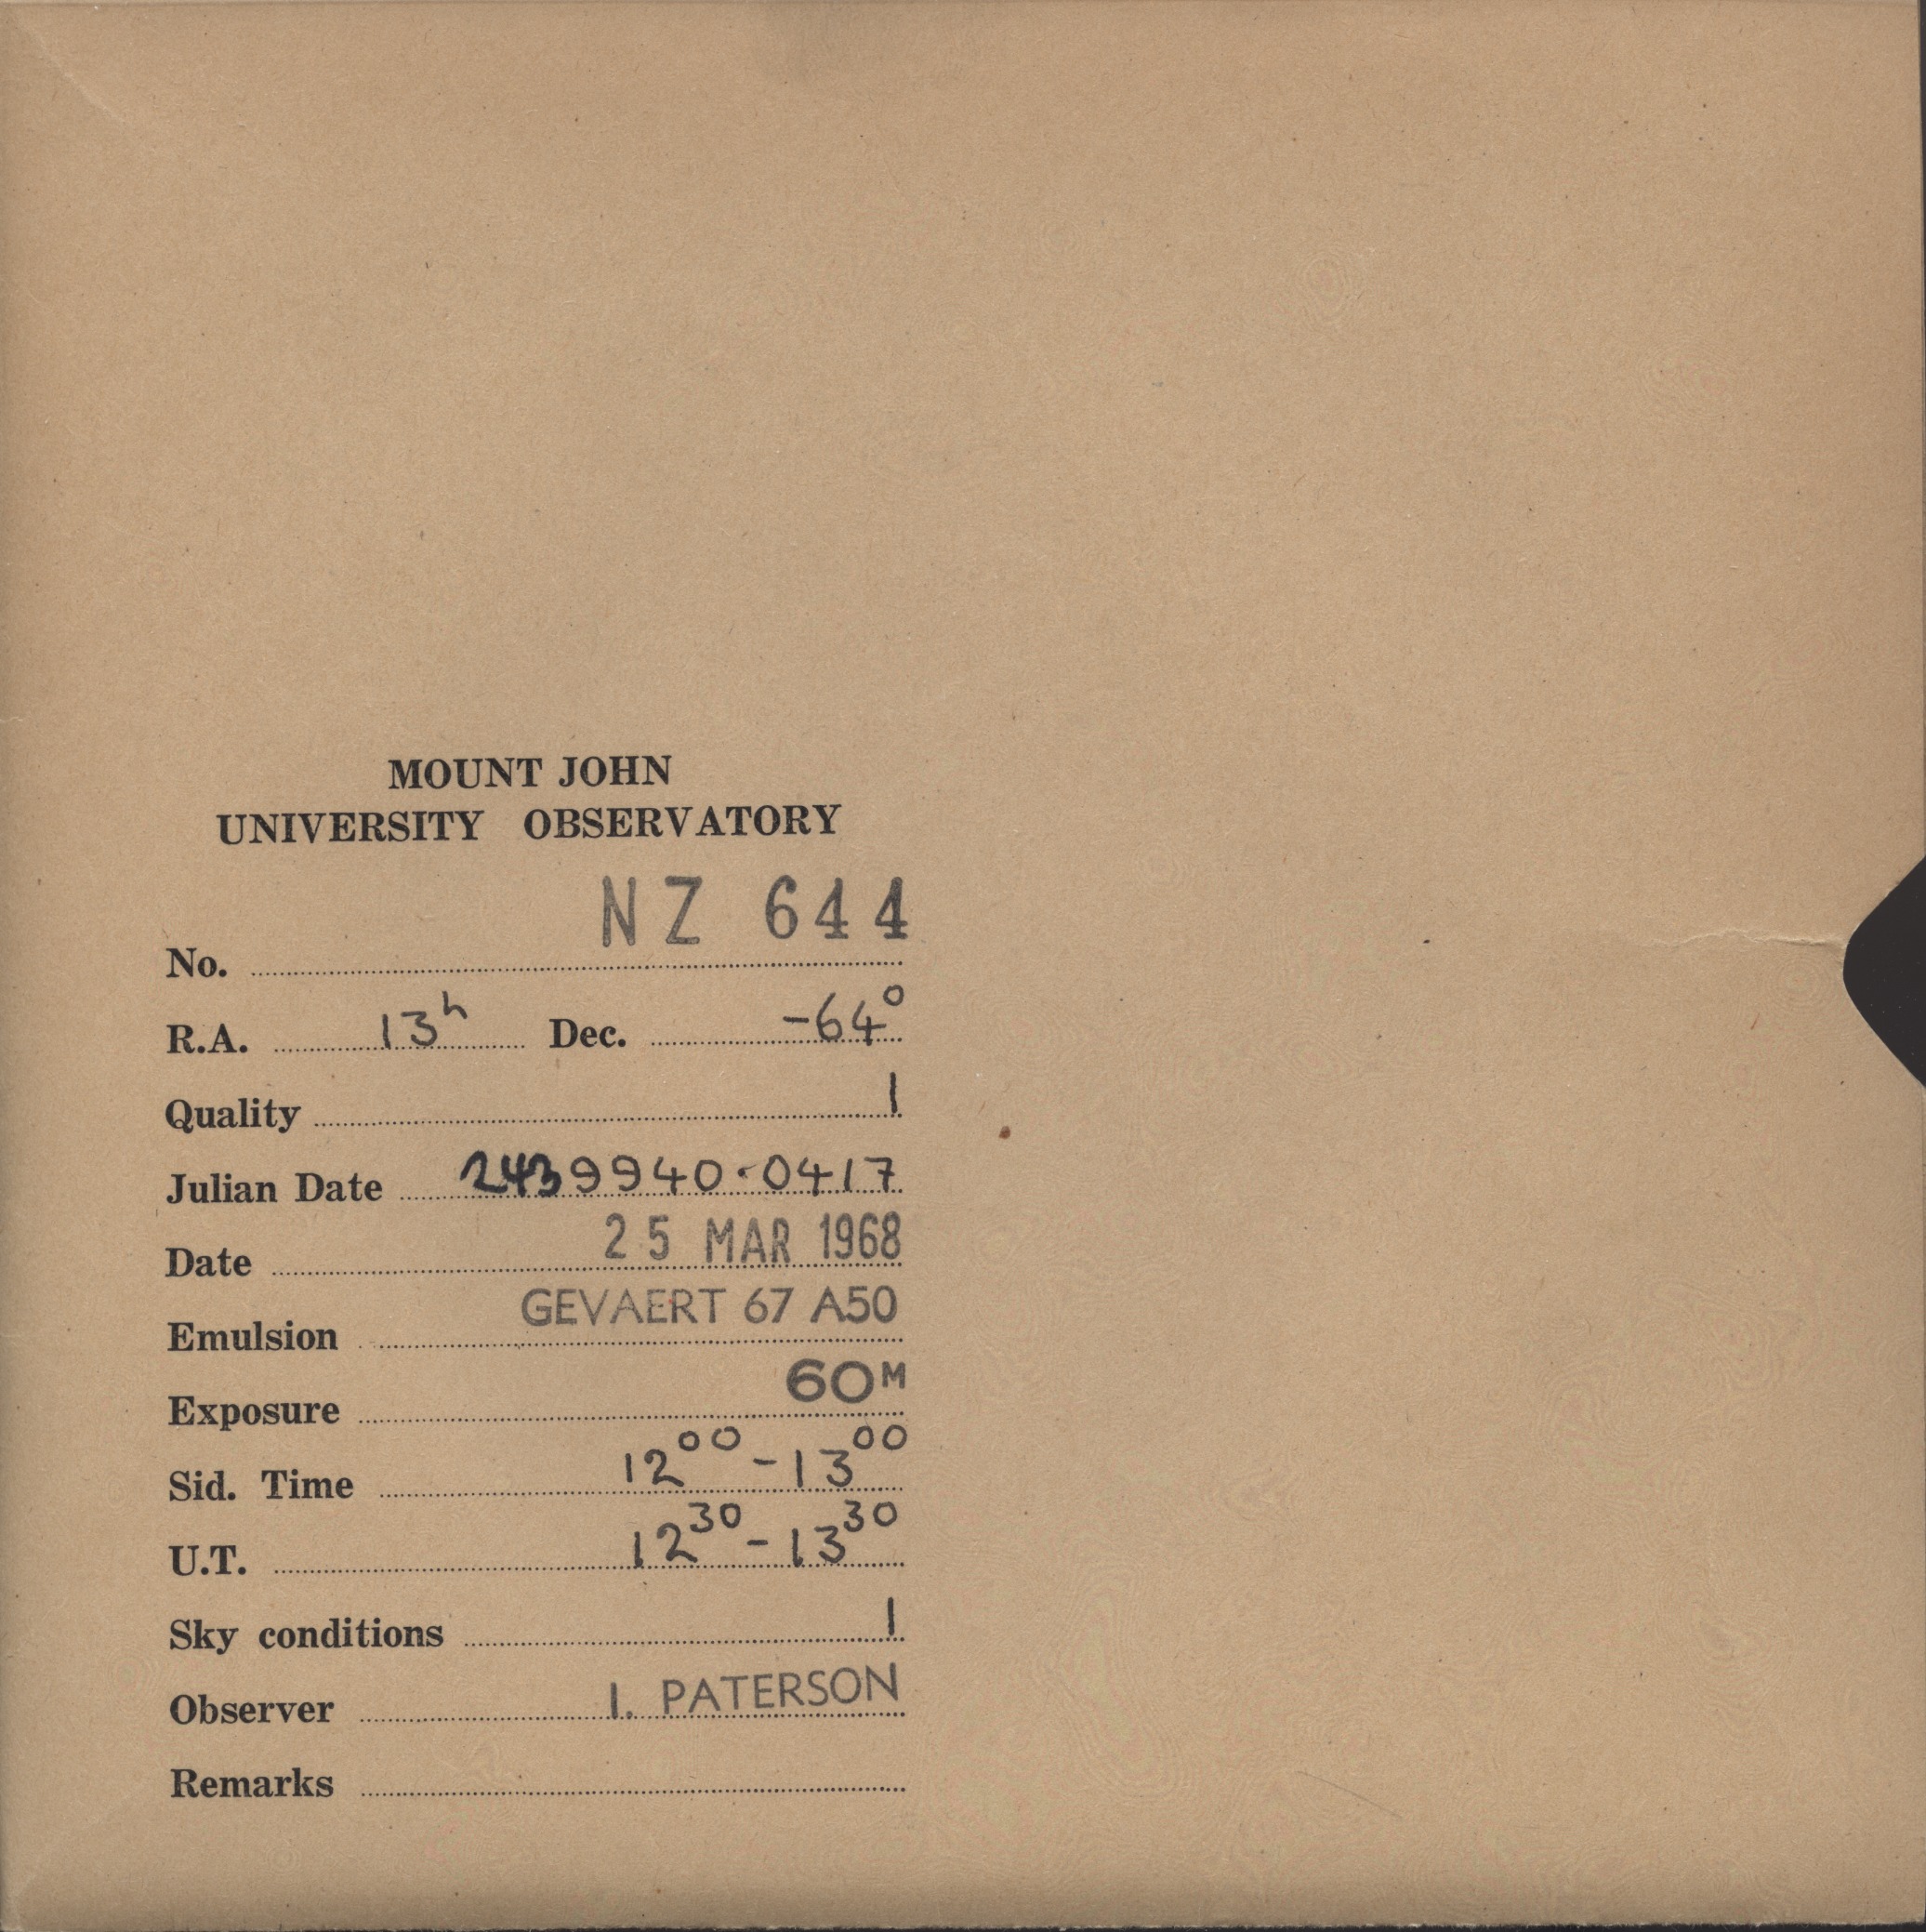 MOUNT JOHN
UNIVERSITY OBSERVATORY
No. NZ 644
R.A. 13h Dec. -64°
Quality 1
Julian Date 2439940.0417
Date 25 MAR 1968
Emulsion GEVAERT 67 A50
Exposure 60M
Sid. Time 12 00 - 13 00
U.T. 12 30 - 13 30
Sky conditions 1
Observer I. PATERSON
Remarks